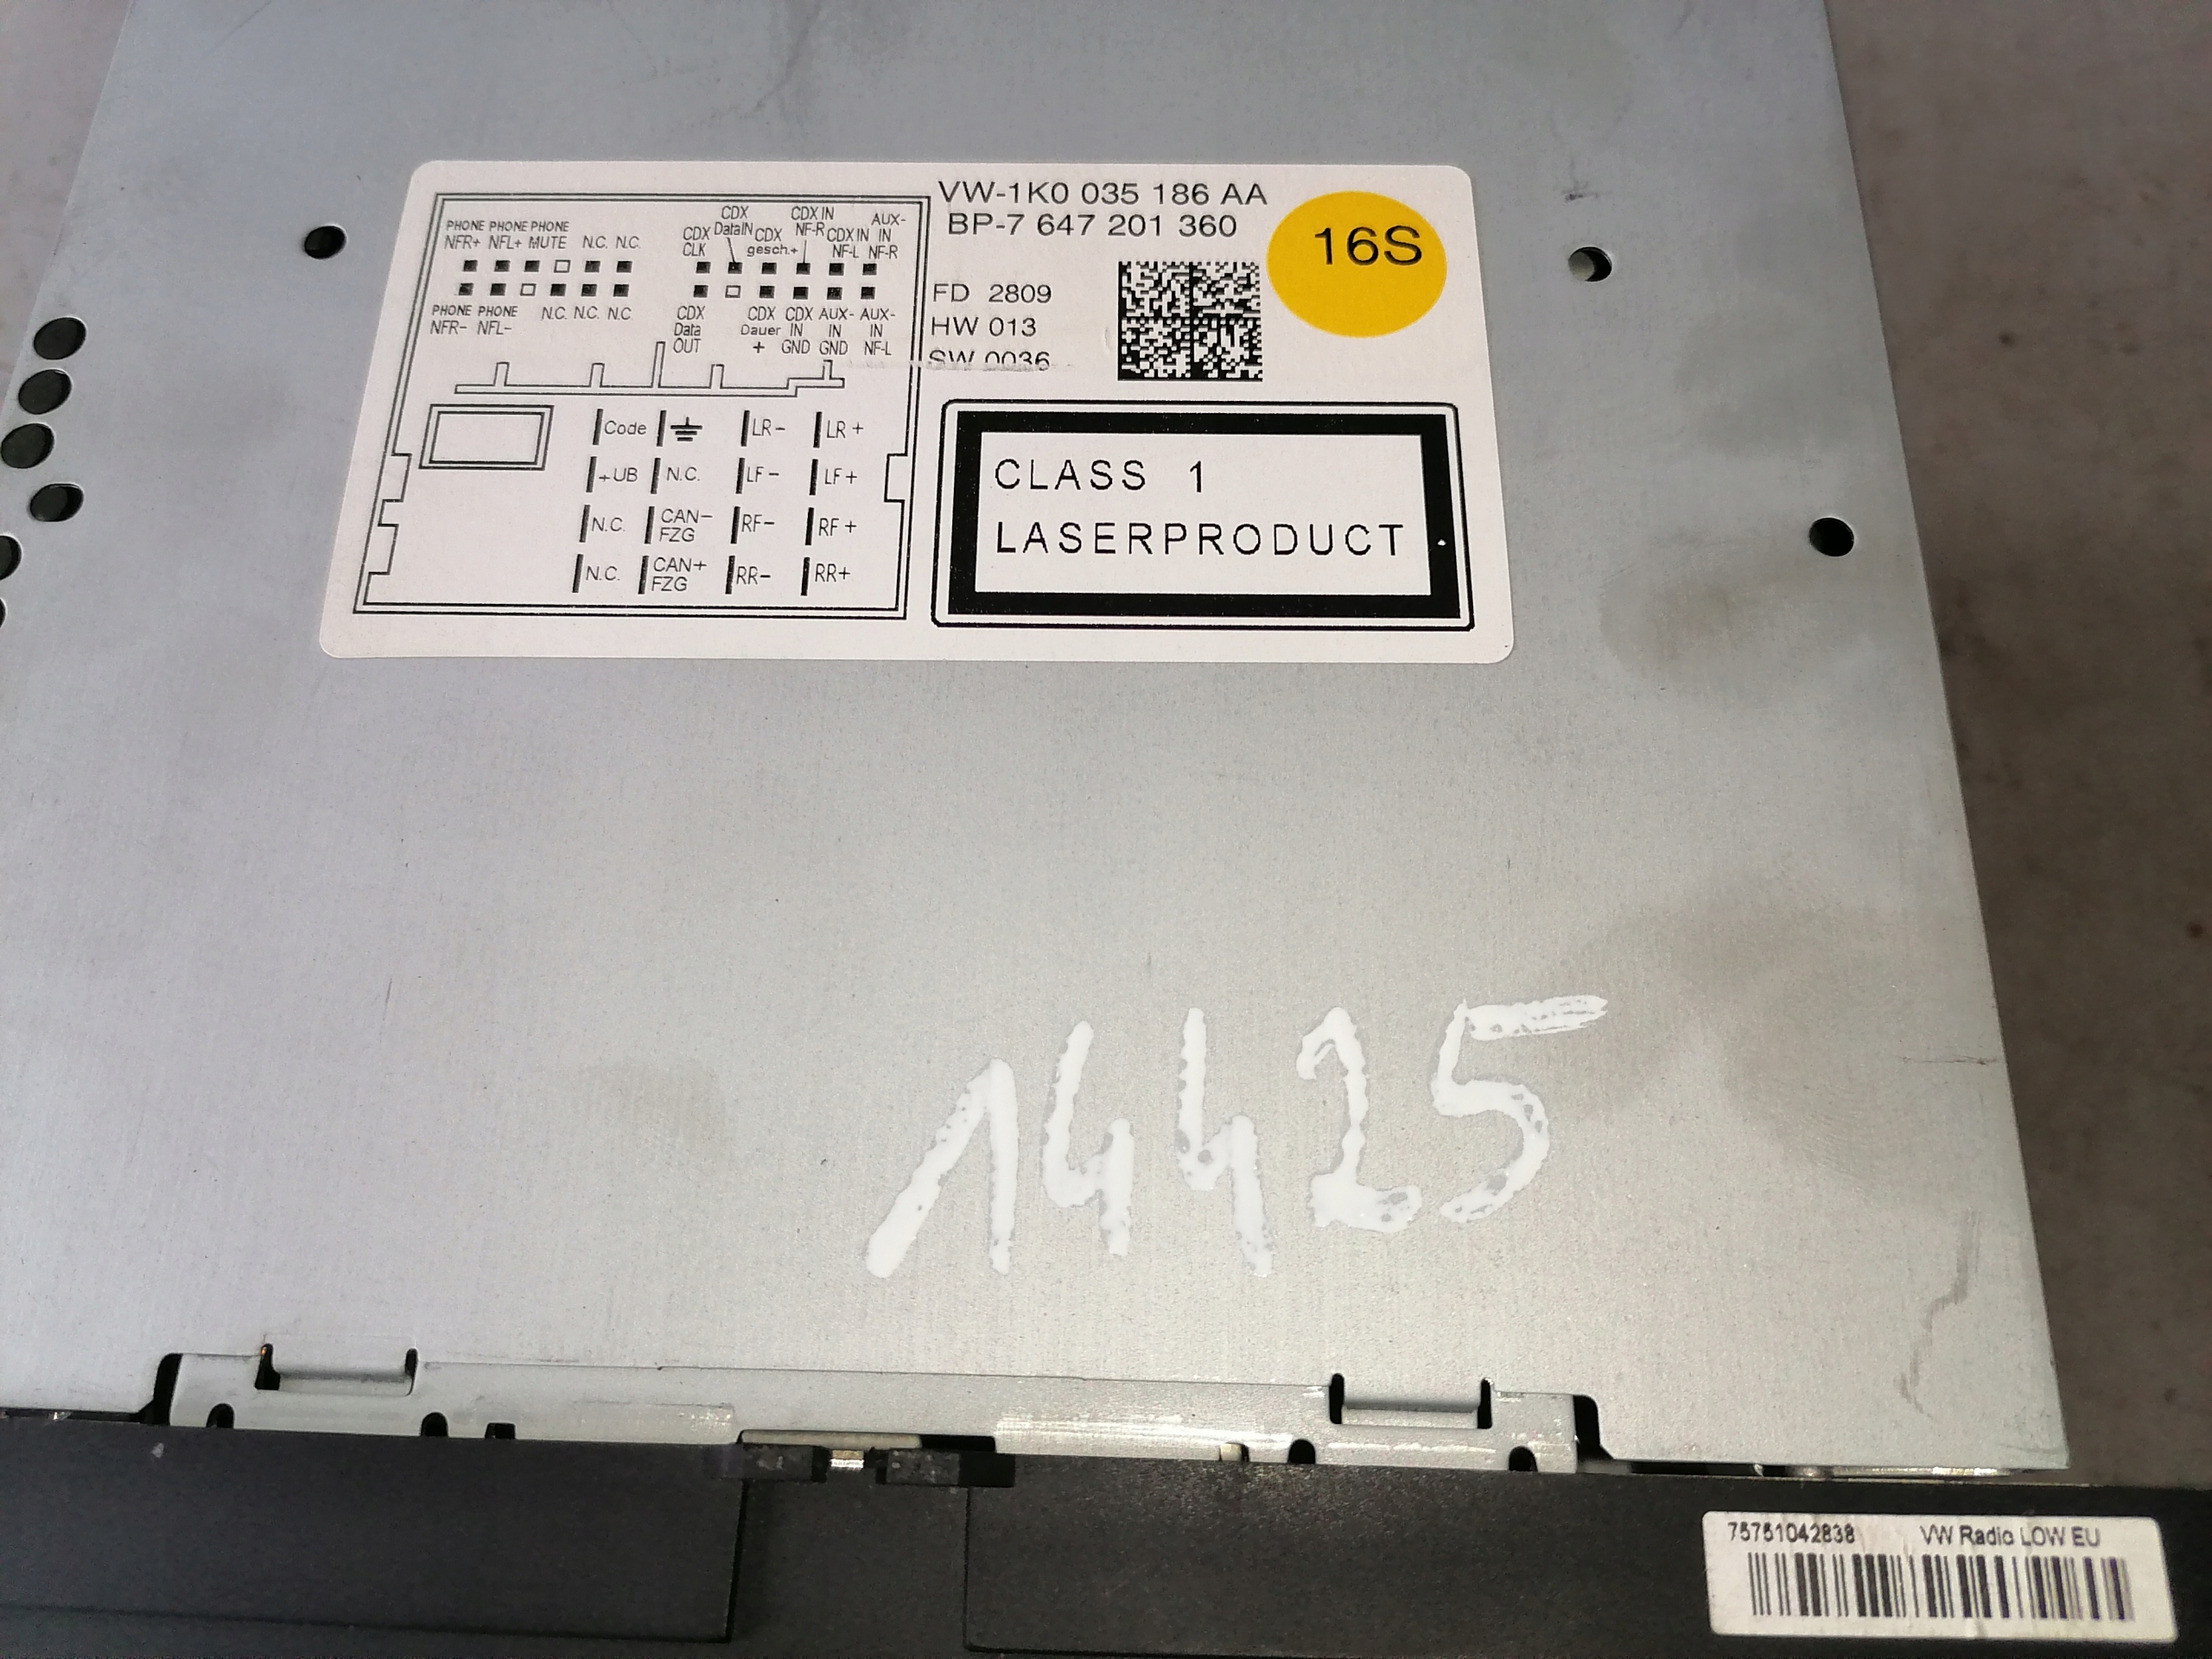 VW-1K0 035 186 AA
BP-7 647 201 360
16S
FD 2809
HW 013
SW 0036
PHONE PHONE PHONE
NFR+ NFL+ MUTE N.C. N.C.
PHONE PHONE
NFR- NFL-
N.C. N.C. N.C.
CDX
CLK
CDX
DataIN
CDX
gesch.+
CDX IN
NF-R
CDX IN
NF-L
AUX-
IN
NF-R
CDX
Data
OUT
CDX
Dauer
+
CDX
IN
GND
AUX-
IN
GND
AUX-
IN
NF-L
Code LR- LR+
+UB N.C. LF- LF+
N.C. CAN- FZG RF- RF+
N.C. CAN+ FZG RR- RR+
CLASS 1
LASERPRODUCT
14425
75751042838 VW Radio LOW EU